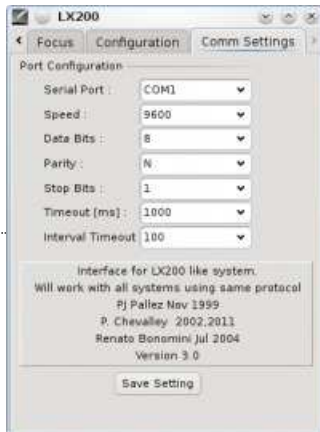 LX200
Focus Configuration Comm Settings
Port Configuration
Serial Port : COM1
Speed : 9600
Data Bits : 8
Parity : N
Stop Bits : 1
Timeout [ms] : 1000
Interval Timeout 100
Interface for LX200 like system.
Will work with all systems using same protocol
PJ Pallez Nov 1999
P. Chevalley 2002,2011
Renato Bonomini Jul 2004
Version 3.0
Save Setting